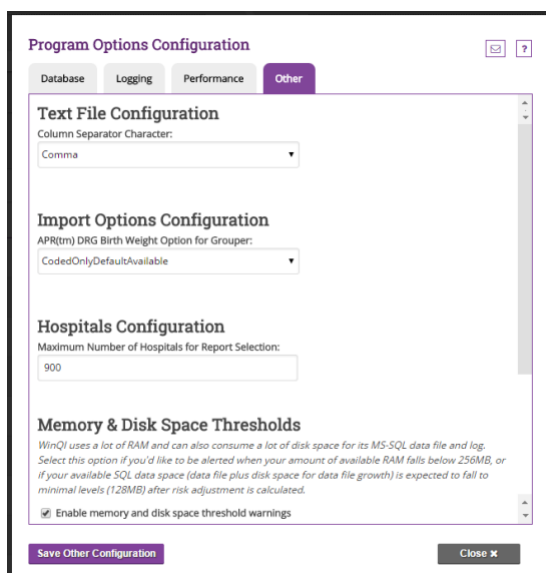 Program Options Configuration
?
Database Logging Performance Other
Text File Configuration
Column Separator Character:
Comma
Import Options Configuration
APR(tm) DRG Birth Weight Option for Grouper:
CodedOnlyDefaultAvailable
Hospitals Configuration
Maximum Number of Hospitals for Report Selection:
900
Memory & Disk Space Thresholds
WinQI uses a lot of RAM and can also consume a lot of disk space for its MS-SQL data file and log.
Select this option if you'd like to be alerted when your amount of available RAM falls below 256MB, or
if your available SQL data space (data file plus disk space for data file growth) is expected to fall to
minimal levels (128MB) after risk adjustment is calculated.
Enable memory and disk space threshold warnings
Save Other Configuration Close ✖